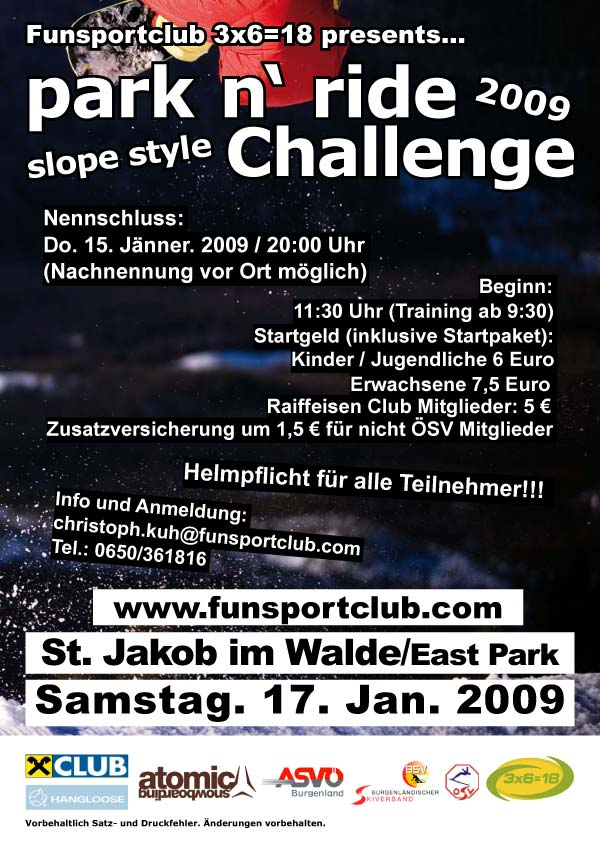 Funsportclub 3x6=18 presents...
park n' ride 2009
slope style Challenge
Nennschluss:
Do. 15. Jänner. 2009 / 20:00 Uhr
(Nachnennung vor Ort möglich)
Beginn:
11:30 Uhr (Training ab 9:30)
Startgeld (inklusive Startpaket):
Kinder / Jugendliche 6 Euro
Erwachsene 7,5 Euro
Raiffeisen Club Mitglieder: 5 €
Zusatzversicherung um 1,5 € für nicht ÖSV Mitglieder
Helmpflicht für alle Teilnehmer!!!
Info und Anmeldung:
christoph.kuh@funsportclub.com
Tel.: 0650/361816
www.funsportclub.com
St. Jakob im Walde/East Park
Samstag. 17. Jan. 2009
CLUB
HANGLOOSE
atomic
snowboarding
ASVÖ
Burgenland
BSV
BURGENLÄNDISCHER
SKIVERBAND
ÖSV
3x6=18
Vorbehaltlich Satz- und Druckfehler. Änderungen vorbehalten.